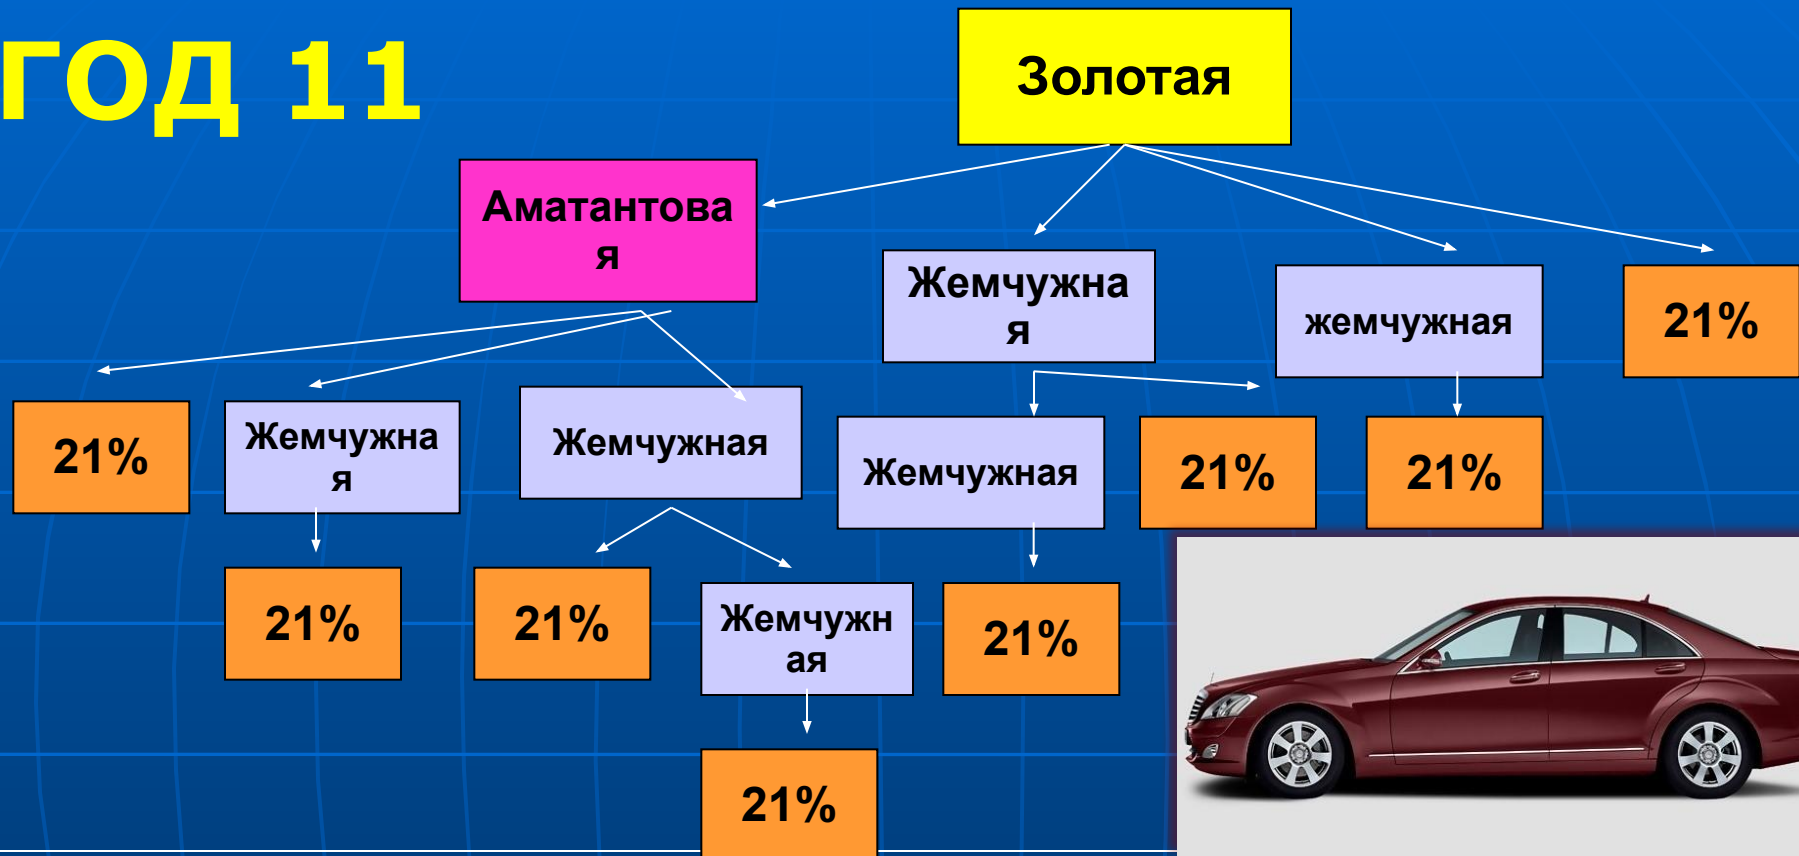 ГОД 11
Золотая
Аматантова
я
Жемчужна
я
жемчужная
21%
21%
Жемчужна
я
Жемчужная
Жемчужная
21%
21%
21%
21%
Жемчужн
ая
21%
21%